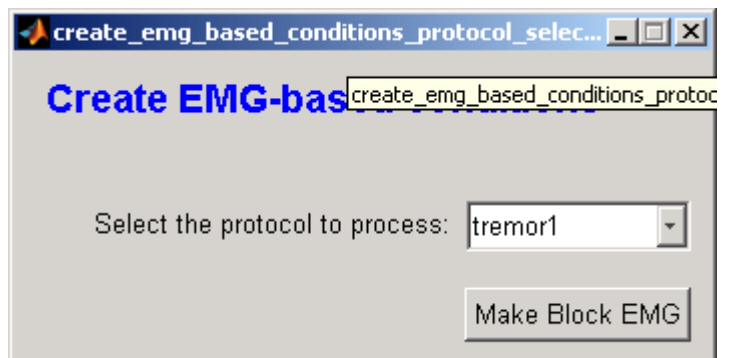 create_emg_based_conditions_protocol_selec...
Create EMG-bas
create_emg_based_conditions_protoc
Select the protocol to process:
tremor1
Make Block EMG